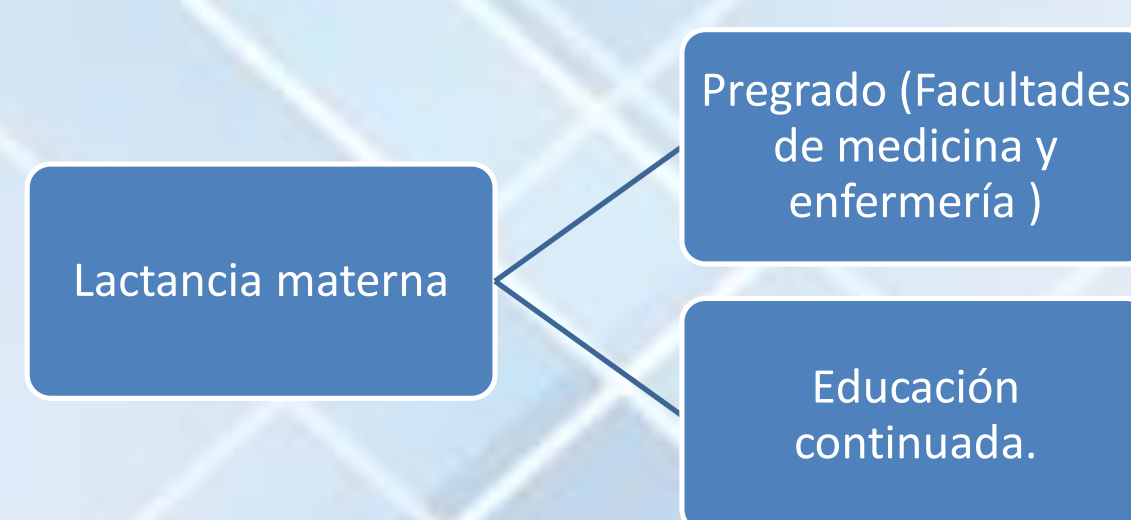 Lactancia materna
Pregrado (Facultades
de medicina y
enfermería )
Educación
continuada.